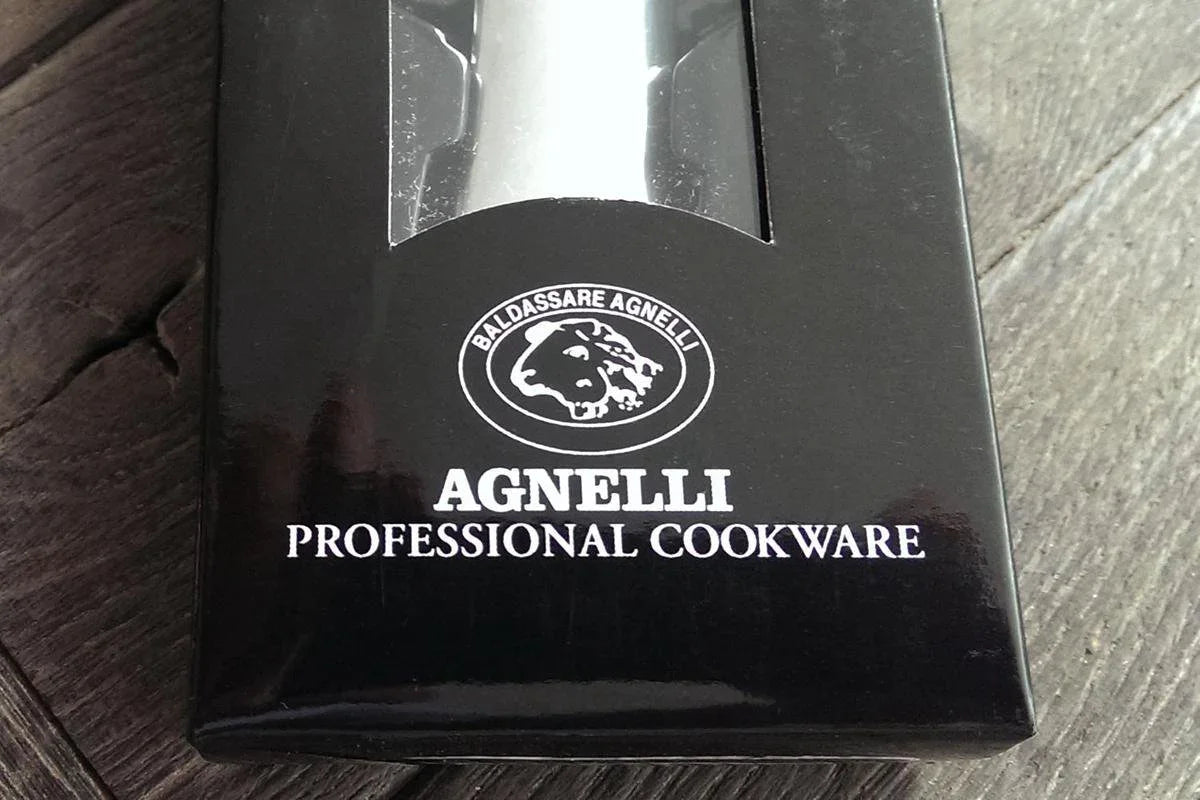 BALDASSARE AGNELLI
AGNELLI
PROFESSIONAL COOKWARE